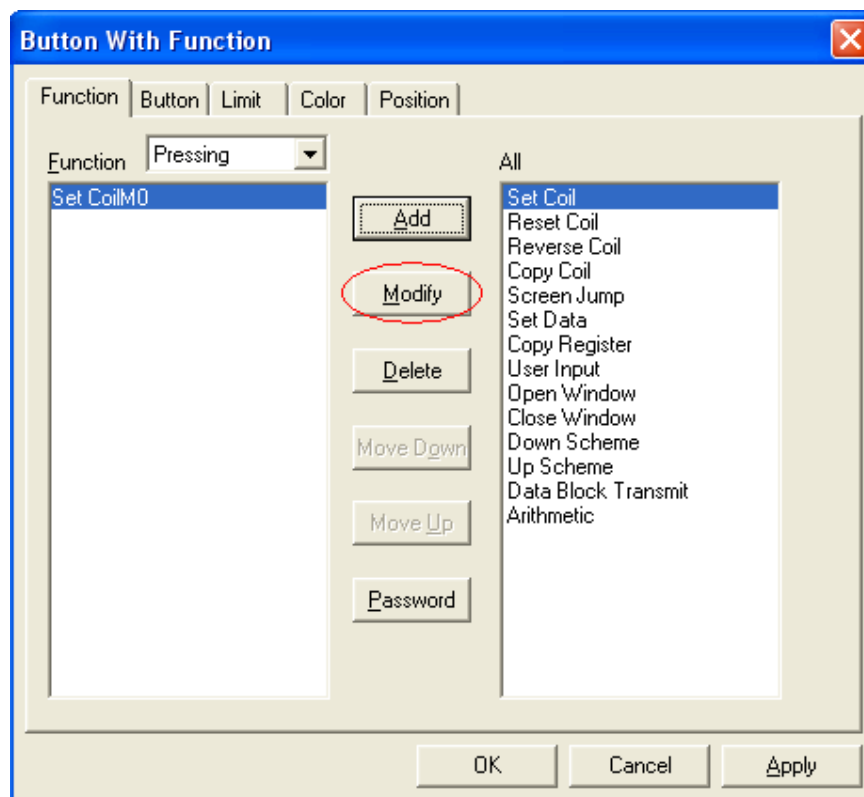 Button With Function
Function Button Limit Color Position
Function Pressing
All
Set CoilM0
Add
Modify
Delete
Move Down
Move Up
Password
Set Coil
Reset Coil
Reverse Coil
Copy Coil
Screen Jump
Set Data
Copy Register
User Input
Open Window
Close Window
Down Scheme
Up Scheme
Data Block Transmit
Arithmetic
OK Cancel Apply